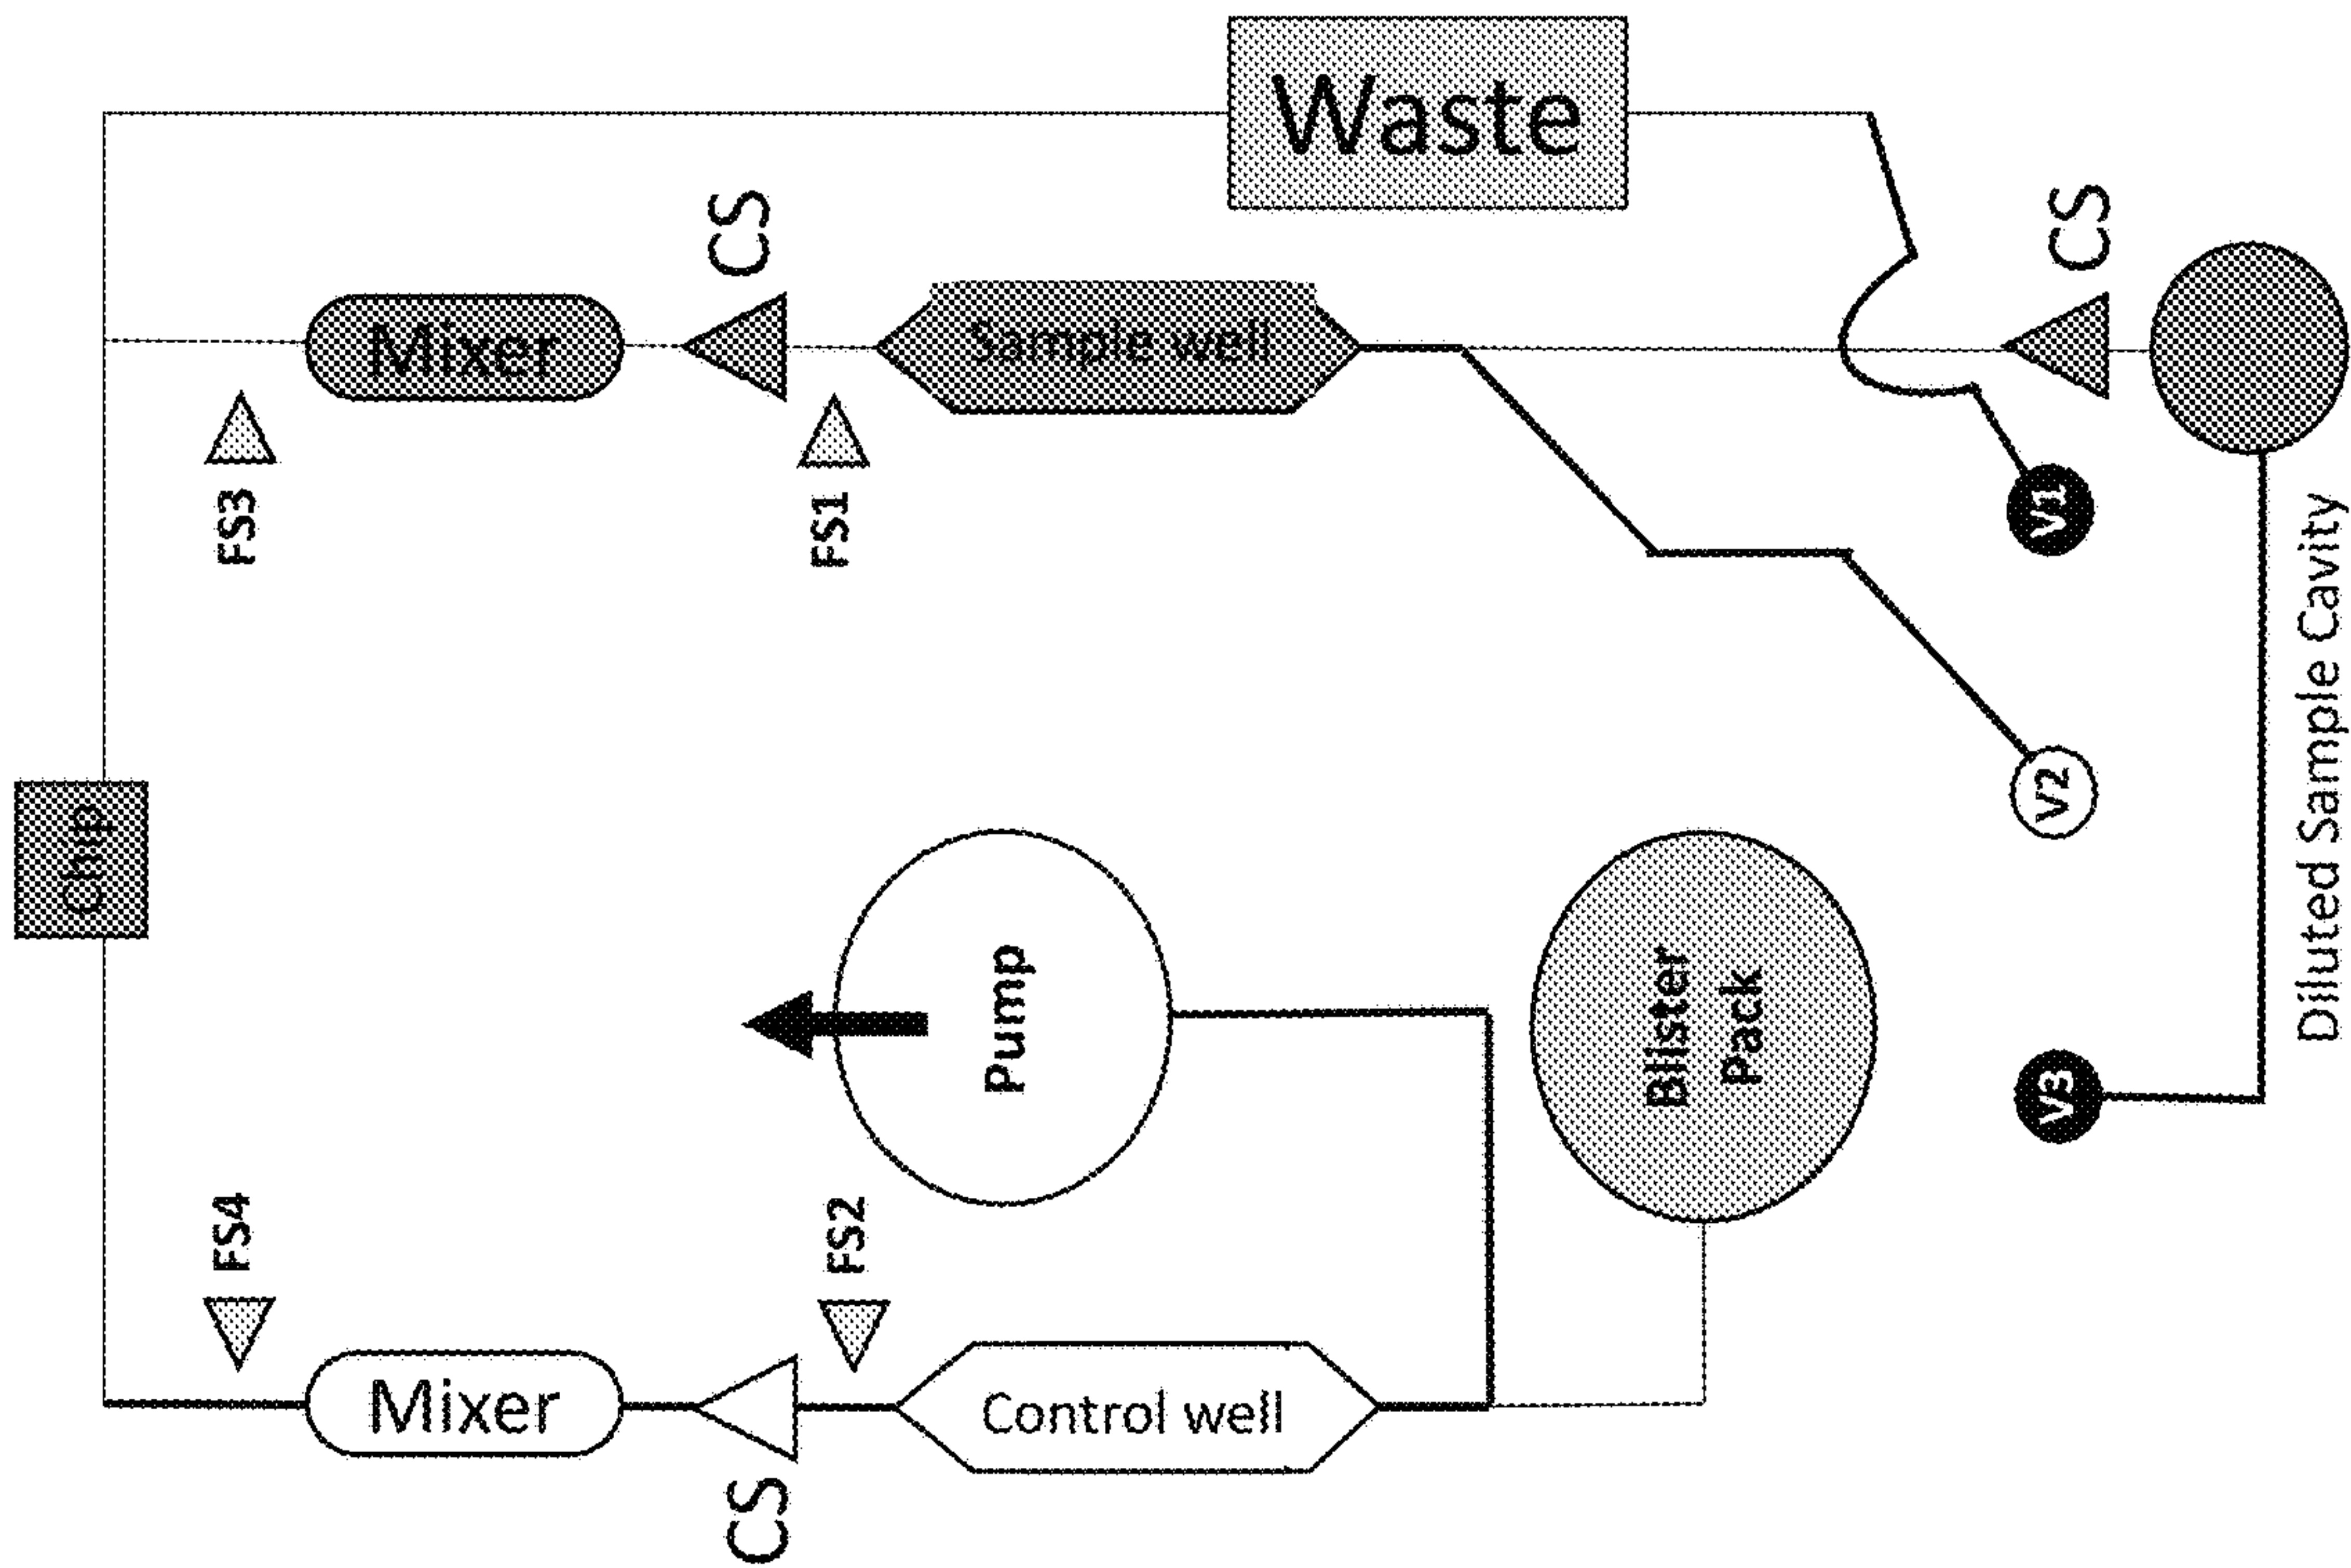 Chip
FS3
Mixer
CS
FS1
Sample well
Waste
CS
V1
V2
V3
Diluted Sample Cavity
Pump
Blister
Pack
FS4
Mixer
CS
FS2
Control well